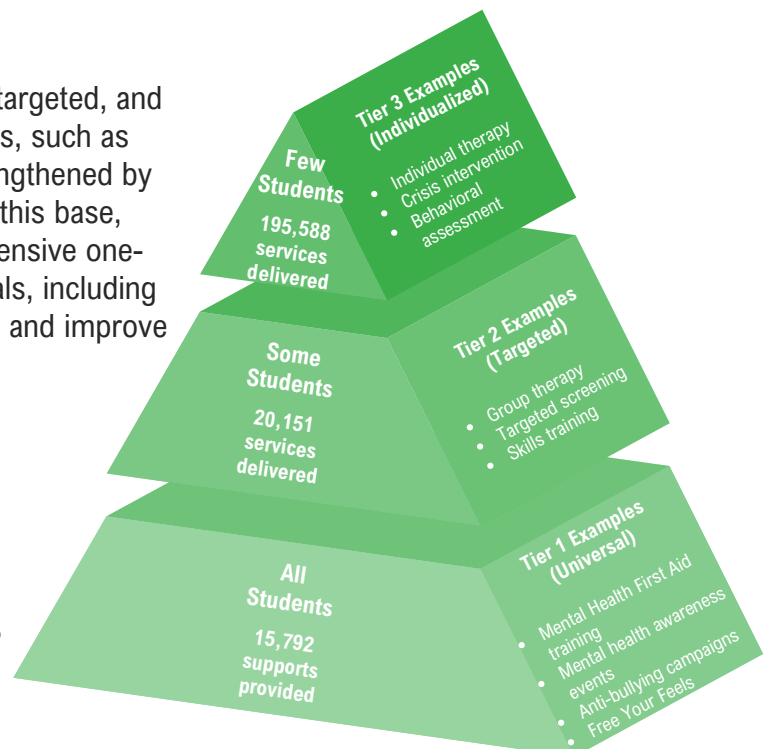 targeted, and
s, such as
ngthened by
this base,
ensive one-
als, including
and improve
Few
Students
195,588
services
delivered
Tier 3 Examples
(Individualized)
• Individual therapy
• Crisis intervention
• Behavioral
assessment
Some
Students
20,151
services
delivered
Tier 2 Examples
(Targeted)
• Group therapy
• Targeted screening
• Skills training
All
Students
15,792
supports
provided
Tier 1 Examples
(Universal)
• Mental Health First Aid
training
• Mental health awareness
events
• Anti-bullying campaigns
• Free Your Feels